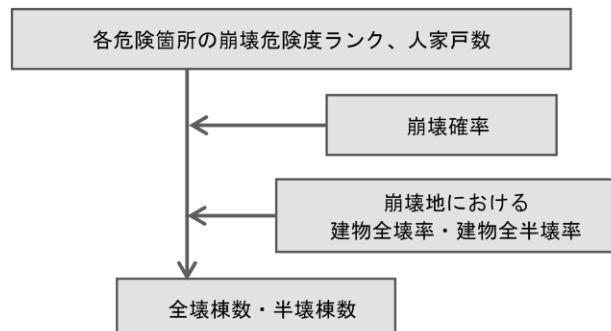 各危険箇所の崩壊危険度ランク、人家戸数
崩壊確率
崩壊地における
建物全壊率・建物全半壊率
全壊棟数・半壊棟数